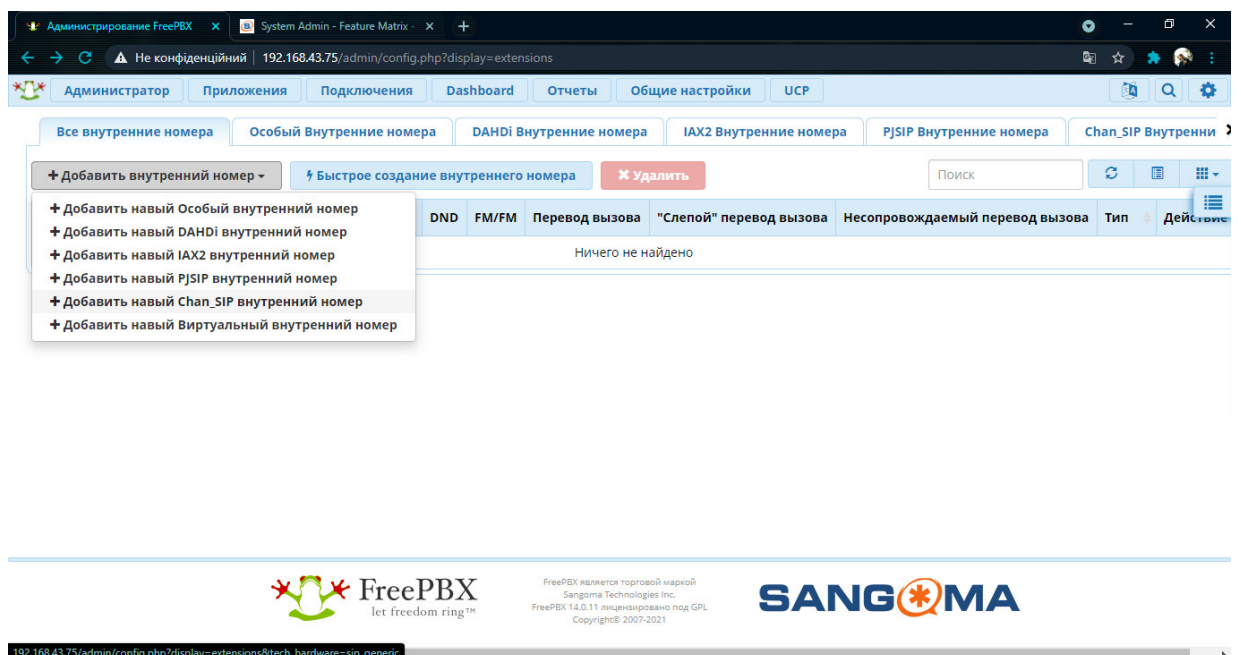 Администрирование FreePBX
System Admin - Feature Matrix -
Не конфіденційний 192.168.43.75/admin/config.php?display=extensions
Администратор Приложения Подключения Dashboard Отчеты Общие настройки UCP
Все внутренние номера Особый Внутренние номера DAHDi Внутренние номера IAX2 Внутренние номера PJSIP Внутренние номера Chan_SIP Внутренни
+ Добавить внутренний номер Быстрое создание внутреннего номера Удалить Поиск
+ Добавить навый Особый внутренний номер
DND FM/FM Перевод вызова "Слепой" перевод вызова Несопровождаемый перевод вызова Тип Действие
+ Добавить навый DAHDi внутренний номер
+ Добавить навый IAX2 внутренний номер
Ничего не найдено
+ Добавить навый PJSIP внутренний номер
+ Добавить навый Chan_SIP внутренний номер
+ Добавить навый Виртуальный внутренний номер
FreePBX
let freedom ring™
FreePBX является торговой маркой
Sangoma Technologies Inc.
FreePBX 14.0.11 лицензировано под GPL
Copyright© 2007-2021
SANGOMA
192.168.43.75/admin/config.php?display=extensions&tech_hardware=sip_generic